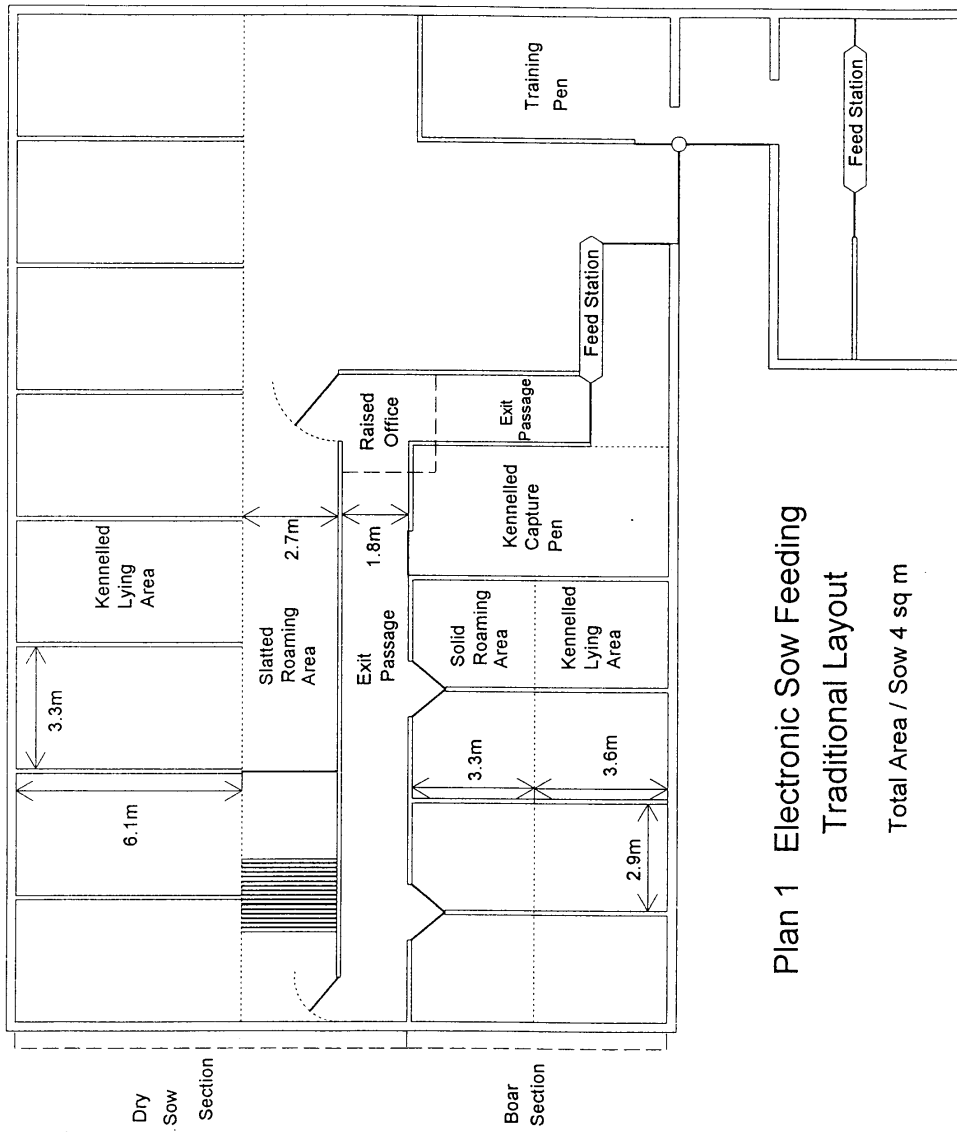 Dry
Sow
Section
Boar
Section
6.1m
3.3m
Kennelled
Lying
Area
Slatted
Roaming
Area
2.7m
Exit
Passage
1.8m
Raised
Office
Exit
Passage
Feed Station
Training
Pen
Feed Station
Kennelled
Capture
Pen
Solid
Roaming
Area
Kennelled
Lying
Area
3.3m
3.6m
2.9m
Plan 1 Electronic Sow Feeding
Traditional Layout
Total Area / Sow 4 sq m